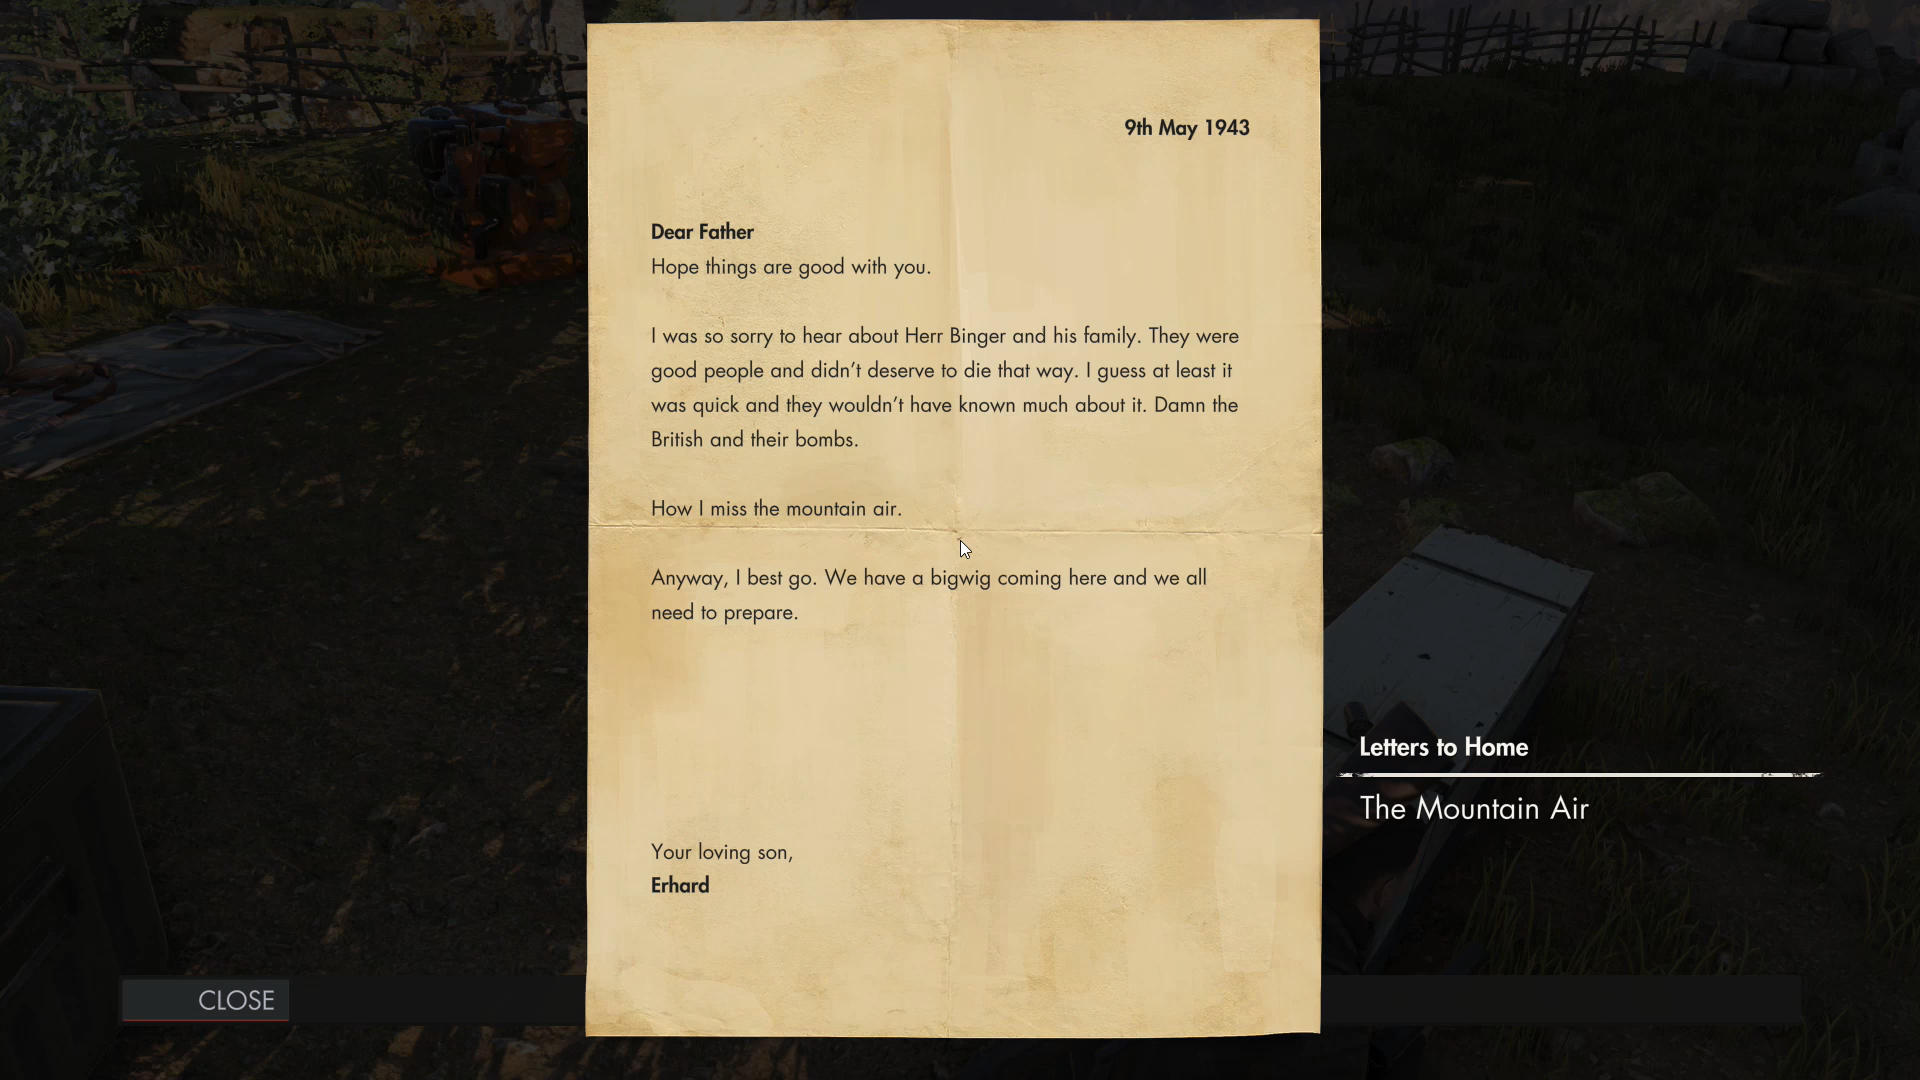 9th May 1943
Dear Father
Hope things are good with you.
I was so sorry to hear about Herr Binger and his family. They were
good people and didn't deserve to die that way. I guess at least it
was quick and they wouldn't have known much about it. Damn the
British and their bombs.
How I miss the mountain air.
Anyway, I best go. We have a bigwig coming here and we all
need to prepare.
Your loving son,
Erhard
Letters to Home
The Mountain Air
CLOSE